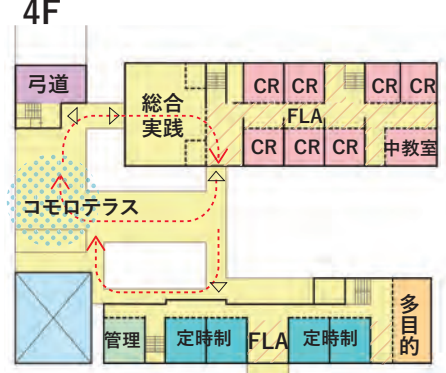 4F
弓道
総合
実践
CR CR CR CR
FLA
CR CR CR 中教室
コモロテラス
管理 定時制 FLA 定時制 多目的